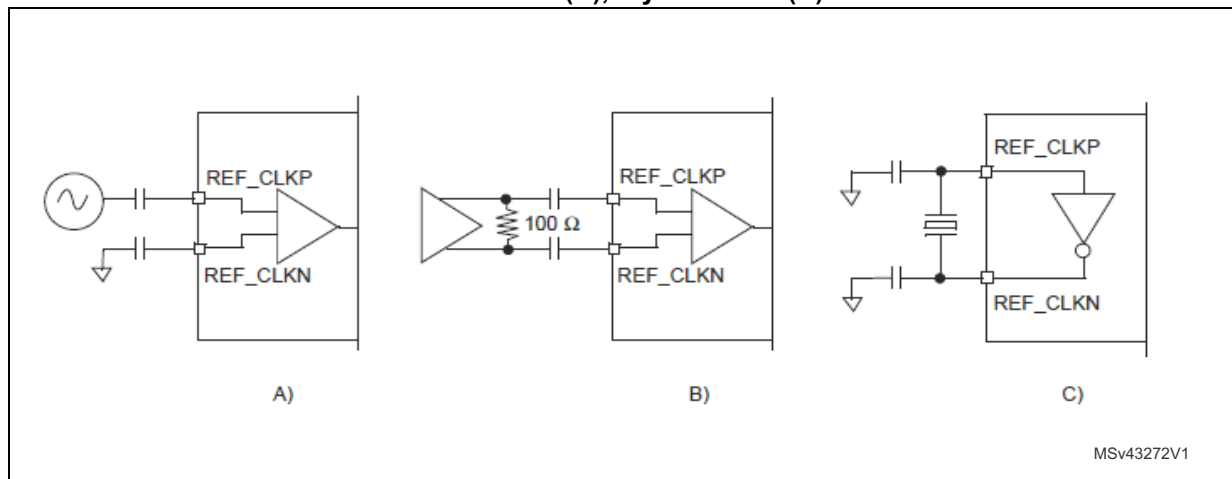 REF_CLKP
REF_CLKN
A)
REF_CLKP
100 Ω
REF_CLKN
B)
REF_CLKP
REF_CLKN
C)
MSv43272V1